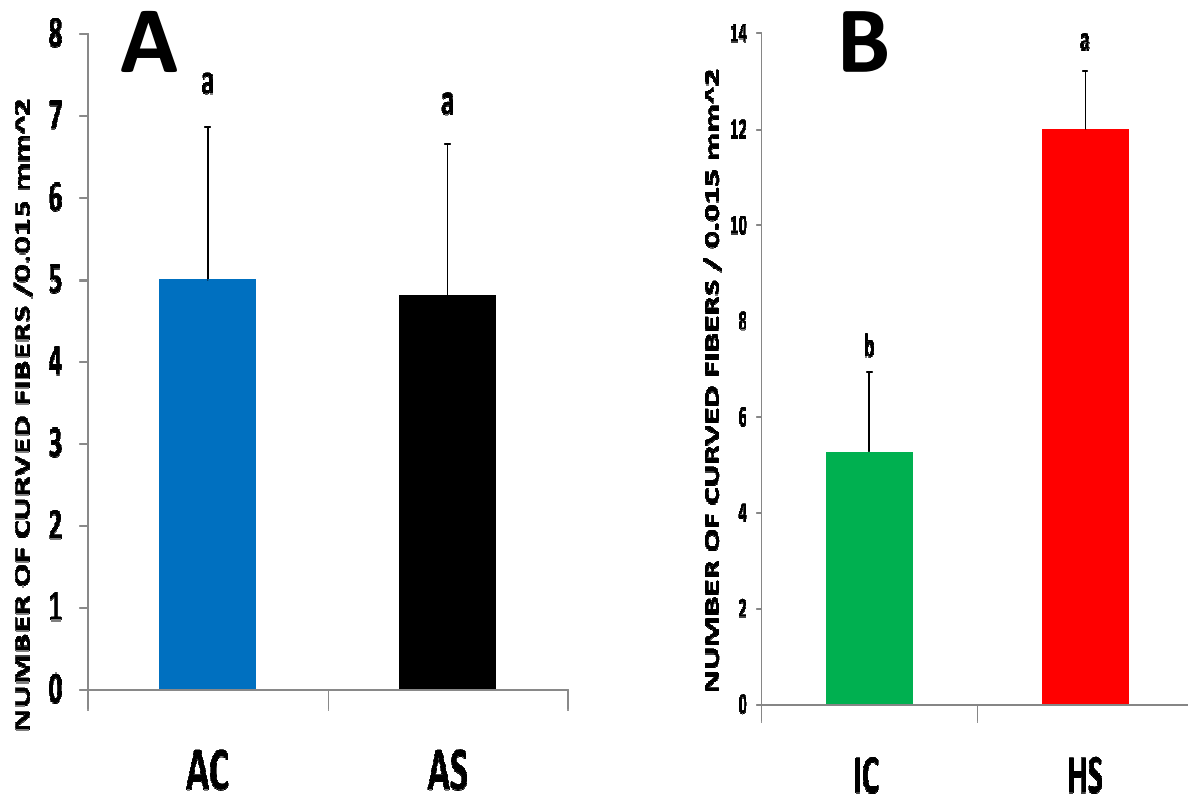 A
NUMBER OF CURVED FIBERS /0.015 mm^2
8
7
6
5
4
3
2
1
0
a
a
AC
AS
B
NUMBER OF CURVED FIBERS / 0.015 mm^2
14
12
10
8
6
4
2
0
b
a
IC
HS